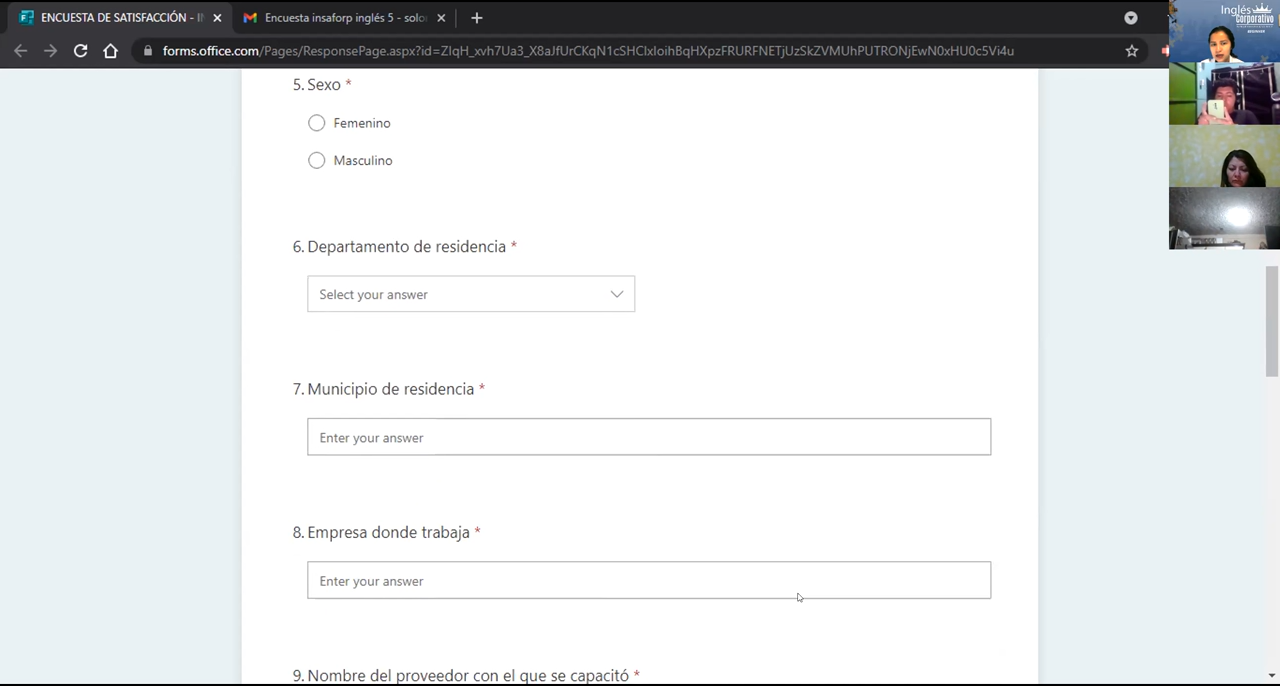 ENCUESTA DE SATISFACCIÓN - I
Encuesta insaforp inglés 5 - solo
forms.office.com/Pages/ResponsePage.aspx?id=ZIqH_xvh7Ua3_X8aJfUrCKqN1cSHClxIoihBqHXpzFRURFNETjUzSkZVMUhPUTRONjEwN0xHU0c5Vi4u
Inglés
Corporativo
5. Sexo *
Femenino
Masculino
6. Departamento de residencia *
Select your answer
7. Municipio de residencia *
Enter your answer
8. Empresa donde trabaja *
Enter your answer
9. Nombre del proveedor con el que se capacitó *